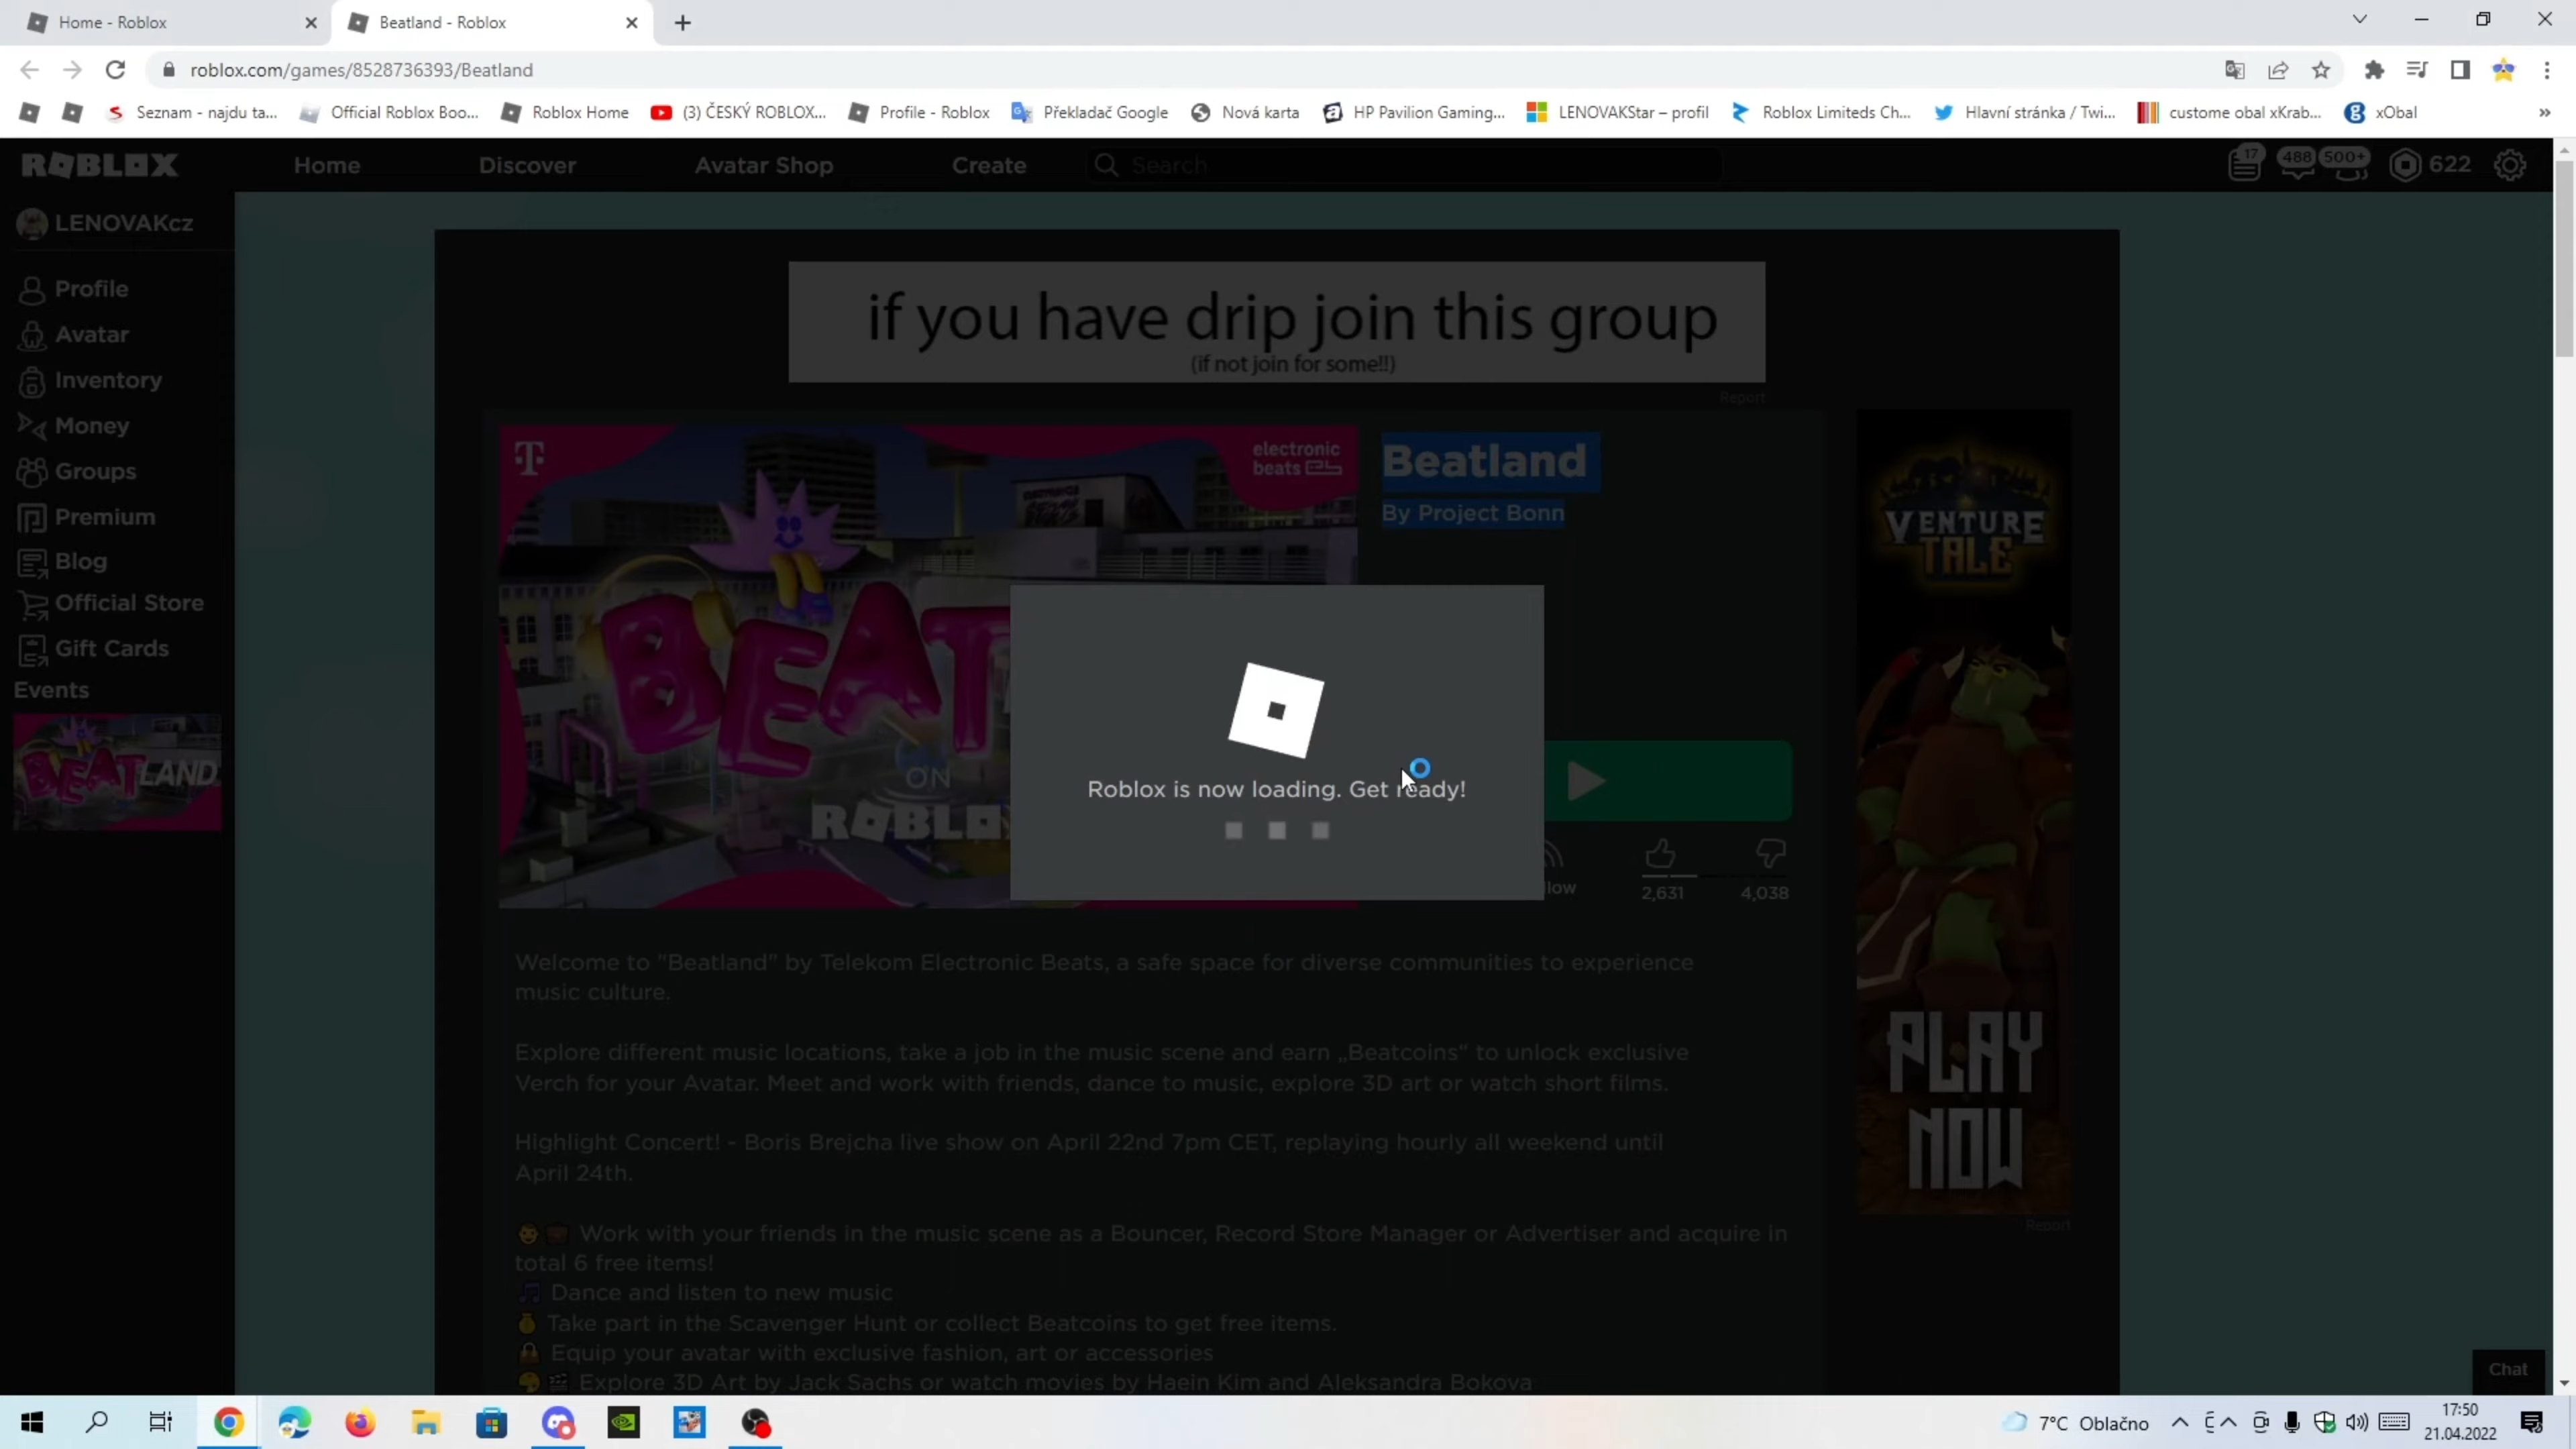 Home - Roblox
Beatland - Roblox
roblox.com/games/8528736393/Beatland
Seznam - najdu ta...
Official Roblox Boo...
Roblox Home
(3) ČESKÝ ROBLOX...
Profile - Roblox
Překladač Google
Nová karta
HP Pavilion Gaming...
LENOVAKStar – profil
Roblox Limiteds Ch...
Hlavní stránka / Twi...
custome obal xKrab...
xObal
»
ROBLOX
Home
Discover
Avatar Shop
Create
Search
17
488
500+
622
LENOVAKcz
Profile
Avatar
Inventory
Money
Groups
Premium
Blog
Official Store
Gift Cards
Events
BEATLAND
if you have drip join this group
(if not join for some!!)
Report
T
electronic
beats
BEAT
ON
ROBLO
Beatland
By Project Bonn
Roblox is now loading. Get ready!
llow
2,631
4,038
VENTURE
TALE
PLAY
NOW
Report
Welcome to "Beatland" by Telekom Electronic Beats, a safe space for diverse communities to experience
music culture.
Explore different music locations, take a job in the music scene and earn „Beatcoins“ to unlock exclusive
Verch for your Avatar. Meet and work with friends, dance to music, explore 3D art or watch short films.
Highlight Concert! - Boris Brejcha live show on April 22nd 7pm CET, replaying hourly all weekend until
April 24th.
Work with your friends in the music scene as a Bouncer, Record Store Manager or Advertiser and acquire in
total 6 free items!
Dance and listen to new music
Take part in the Scavenger Hunt or collect Beatcoins to get free items.
Equip your avatar with exclusive fashion, art or accessories
Explore 3D Art by Jack Sachs or watch movies by Haein Kim and Aleksandra Bokova
Chat
7°C Oblačno
17:50
21.04.2022